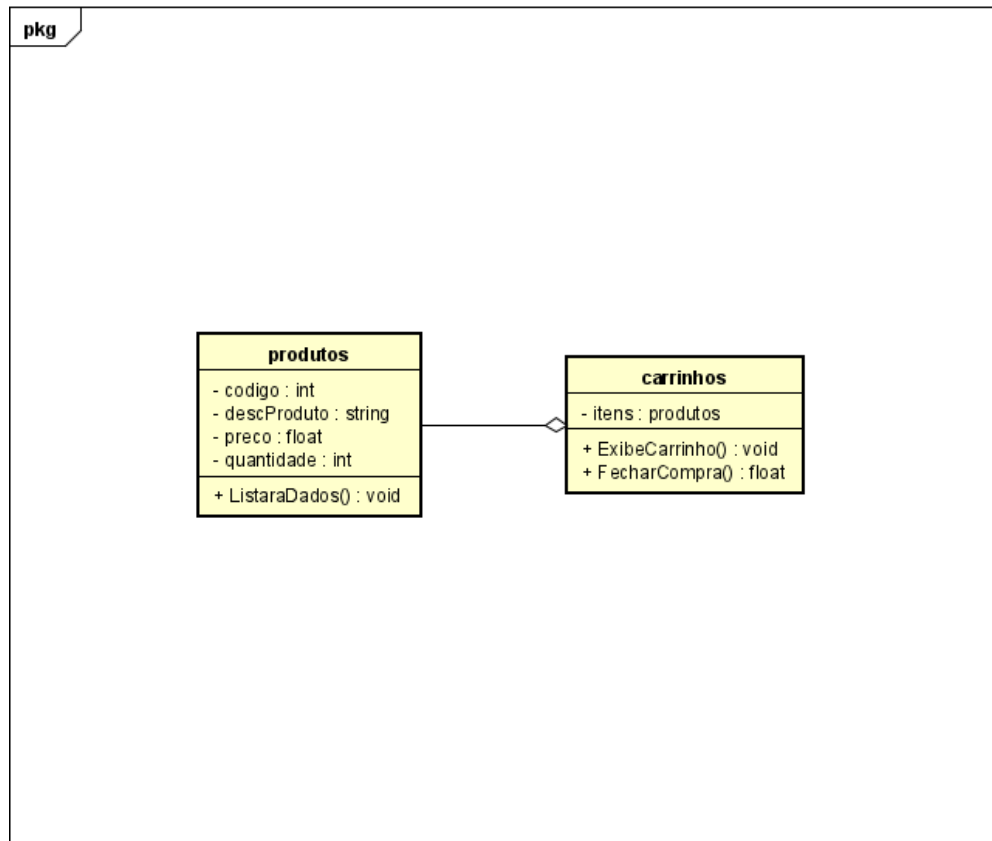 pkg
produtos
- codigo : int
- descProduto : string
- preco : float
- quantidade : int
+ ListaraDados() : void
carrinhos
- itens : produtos
+ ExibeCarrinho() : void
+ FecharCompra() : float